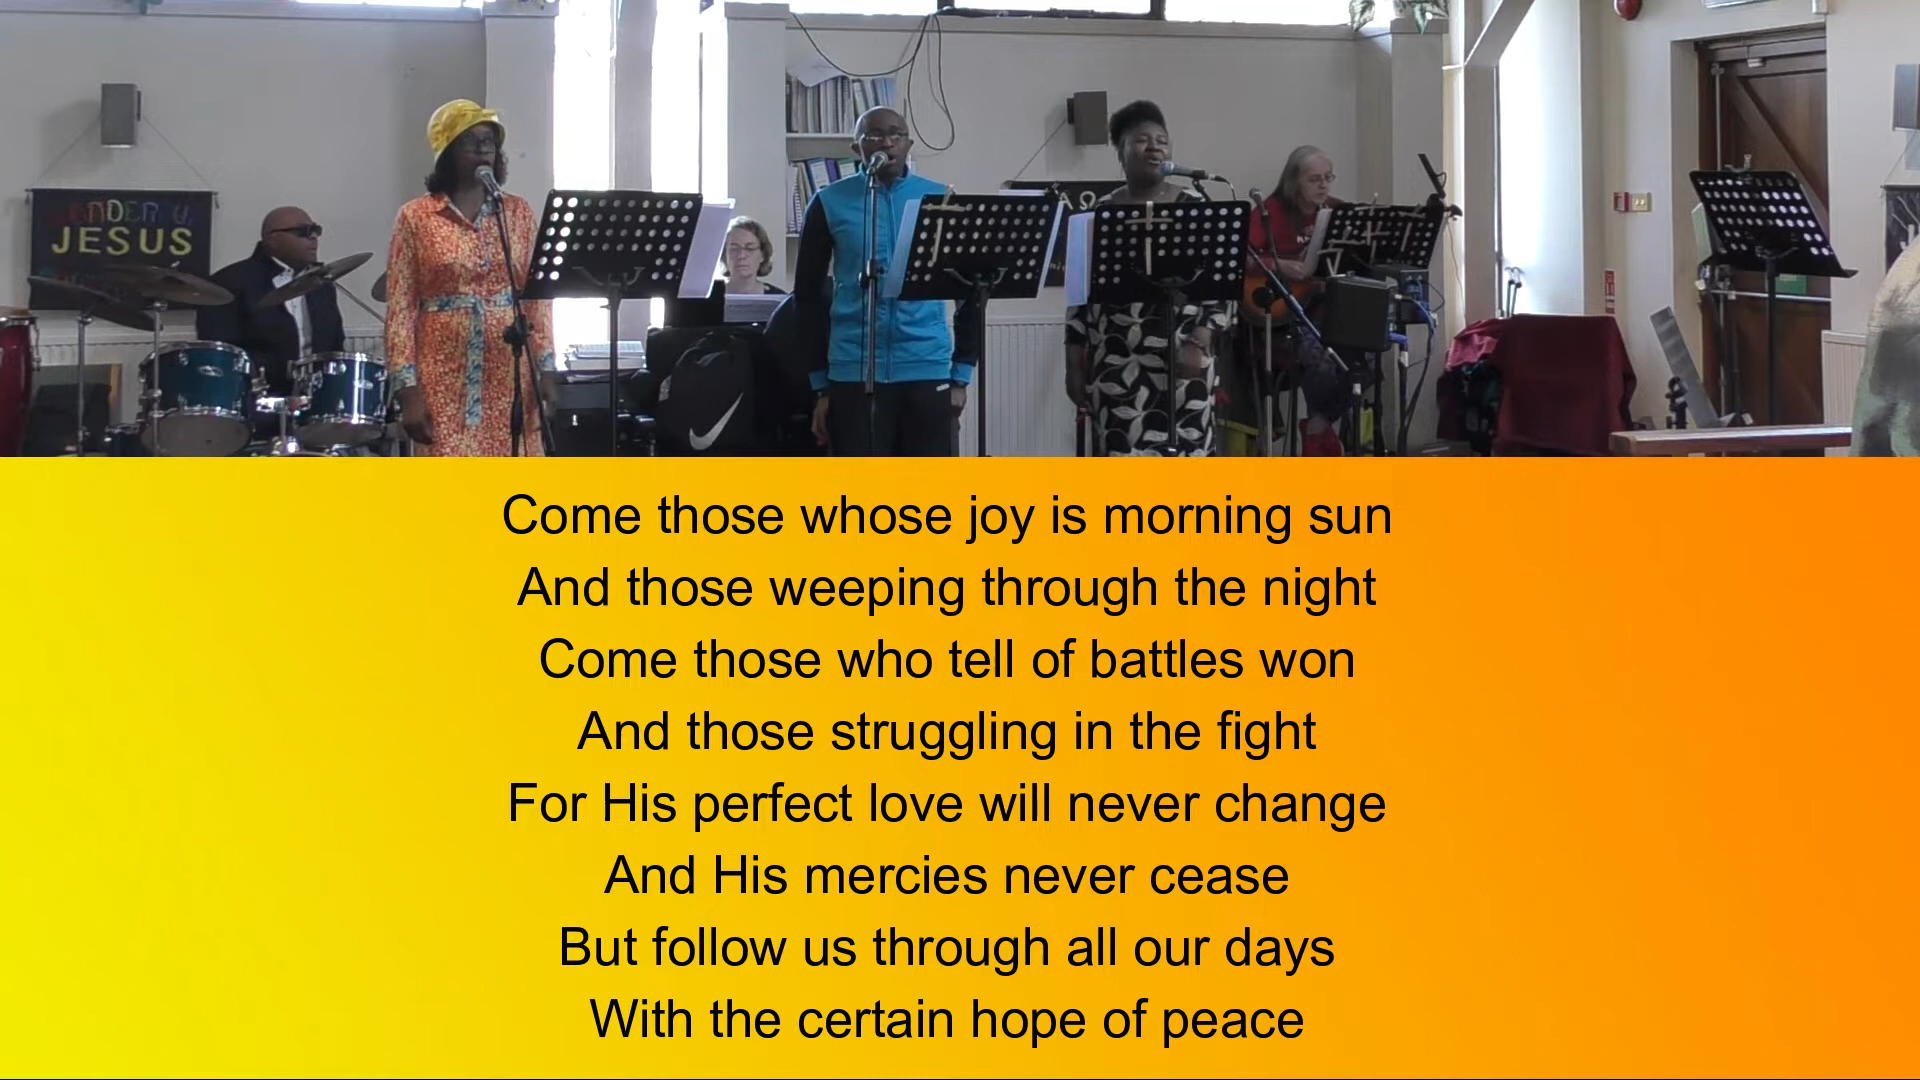 JESUS
Come those whose joy is morning sun
And those weeping through the night
Come those who tell of battles won
And those struggling in the fight
For His perfect love will never change
And His mercies never cease
But follow us through all our days
With the certain hope of peace